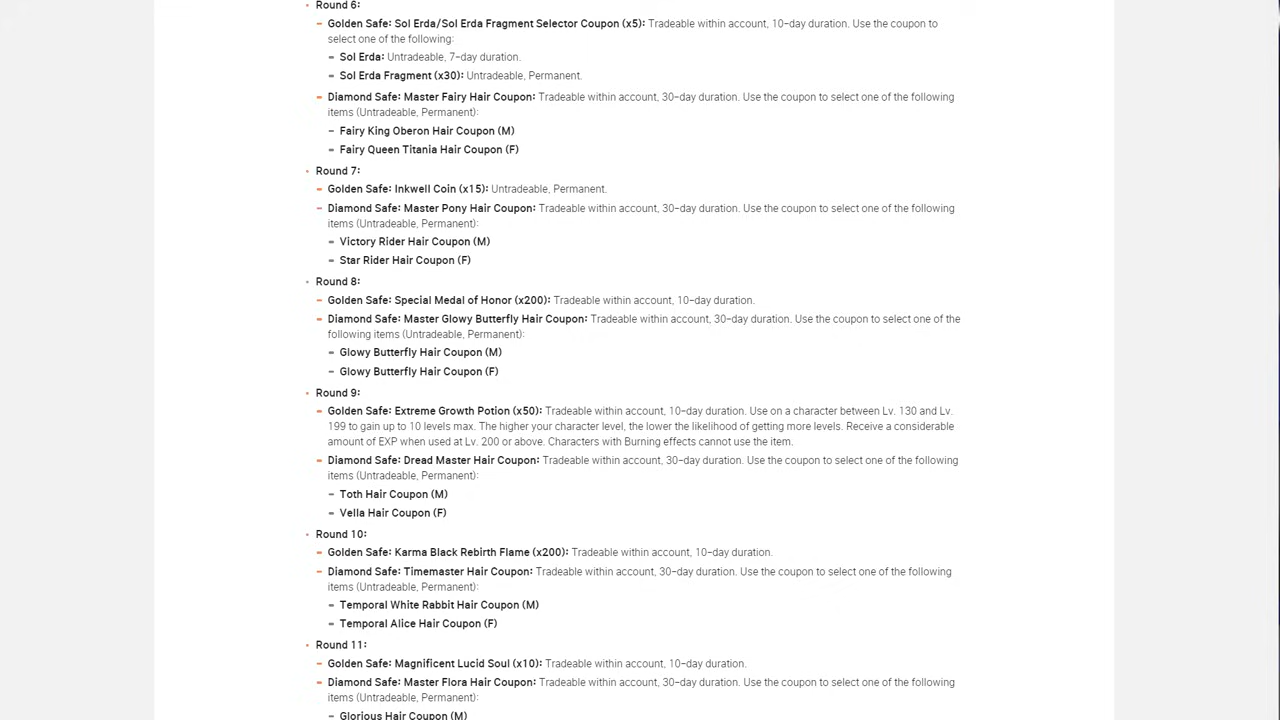 Round 6:
Golden Safe: Sol Erda/Sol Erda Fragment Selector Coupon (x5): Tradeable within account, 10-day duration. Use the coupon to
select one of the following:
Sol Erda: Untradeable, 7-day duration.
Sol Erda Fragment (x30): Untradeable, Permanent.
Diamond Safe: Master Fairy Hair Coupon: Tradeable within account, 30-day duration. Use the coupon to select one of the following
items (Untradeable, Permanent):
Fairy King Oberon Hair Coupon (M)
Fairy Queen Titania Hair Coupon (F)
Round 7:
Golden Safe: Inkwell Coin (x15): Untradeable, Permanent.
Diamond Safe: Master Pony Hair Coupon: Tradeable within account, 30-day duration. Use the coupon to select one of the following
items (Untradeable, Permanent):
Victory Rider Hair Coupon (M)
Star Rider Hair Coupon (F)
Round 8:
Golden Safe: Special Medal of Honor (x200): Tradeable within account, 10-day duration.
Diamond Safe: Master Glowy Butterfly Hair Coupon: Tradeable within account, 30-day duration. Use the coupon to select one of the
following items (Untradeable, Permanent):
Glowy Butterfly Hair Coupon (M)
Glowy Butterfly Hair Coupon (F)
Round 9:
Golden Safe: Extreme Growth Potion (x50): Tradeable within account, 10-day duration. Use on a character between Lv. 130 and Lv.
199 to gain up to 10 levels max. The higher your character level, the lower the likelihood of getting more levels. Receive a considerable
amount of EXP when used at Lv. 200 or above. Characters with Burning effects cannot use the item.
Diamond Safe: Dread Master Hair Coupon: Tradeable within account, 30-day duration. Use the coupon to select one of the following
items (Untradeable, Permanent):
Toth Hair Coupon (M)
Vella Hair Coupon (F)
Round 10:
Golden Safe: Karma Black Rebirth Flame (x200): Tradeable within account, 10-day duration.
Diamond Safe: Timemaster Hair Coupon: Tradeable within account, 30-day duration. Use the coupon to select one of the following
items (Untradeable, Permanent):
Temporal White Rabbit Hair Coupon (M)
Temporal Alice Hair Coupon (F)
Round 11:
Golden Safe: Magnificent Lucid Soul (x10): Tradeable within account, 10-day duration.
Diamond Safe: Master Flora Hair Coupon: Tradeable within account, 30-day duration. Use the coupon to select one of the following
items (Untradeable, Permanent):
Glorious Hair Coupon (M)